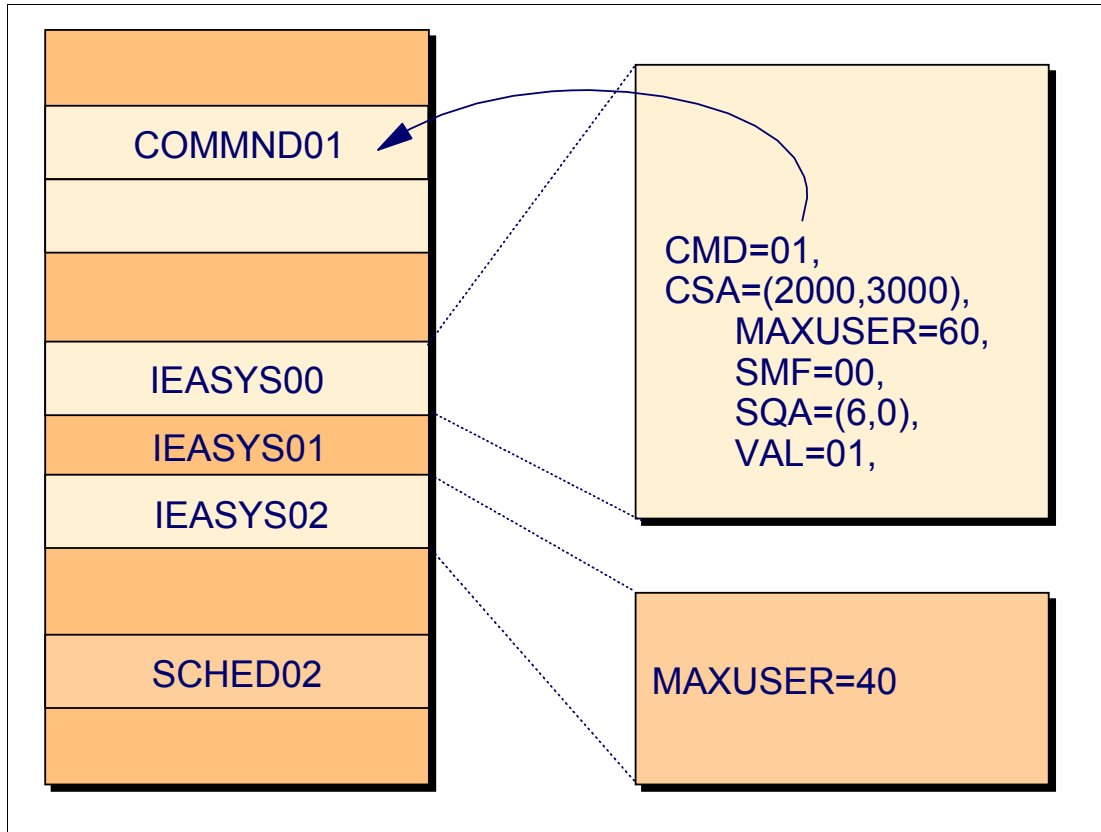 COMMND01
IEASYS00
IEASYS01
IEASYS02
SCHED02
CMD=01,
CSA=(2000,3000),
MAXUSER=60,
SMF=00,
SQA=(6,0),
VAL=01,
MAXUSER=40